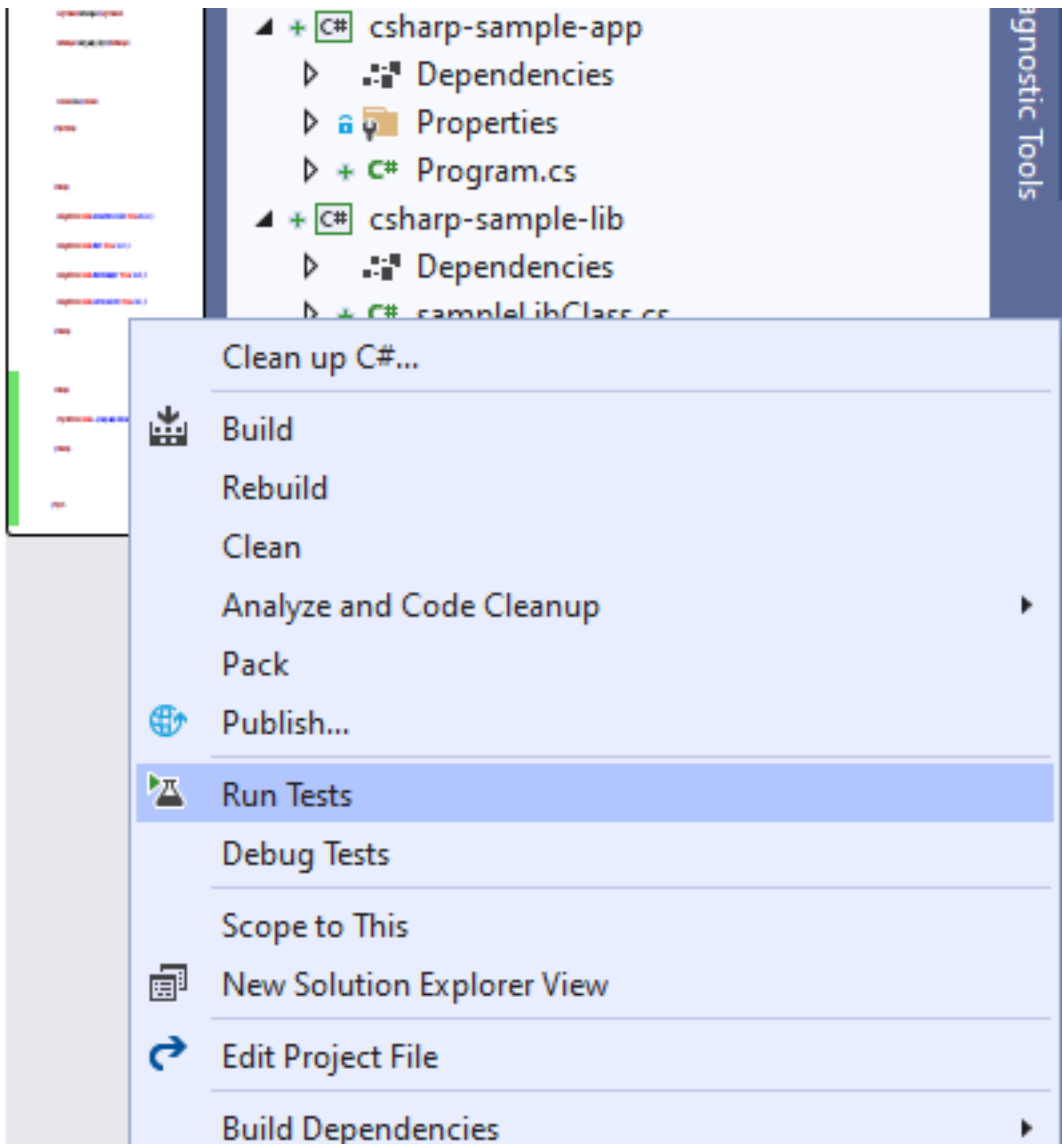 C# csharp-sample-app
Dependencies
Properties
C# Program.cs
C# csharp-sample-lib
Dependencies
C# sampleLibClass.cs
agnostic Tools
Clean up C#...
Build
Rebuild
Clean
Analyze and Code Cleanup
Pack
Publish...
Run Tests
Debug Tests
Scope to This
New Solution Explorer View
Edit Project File
Build Dependencies